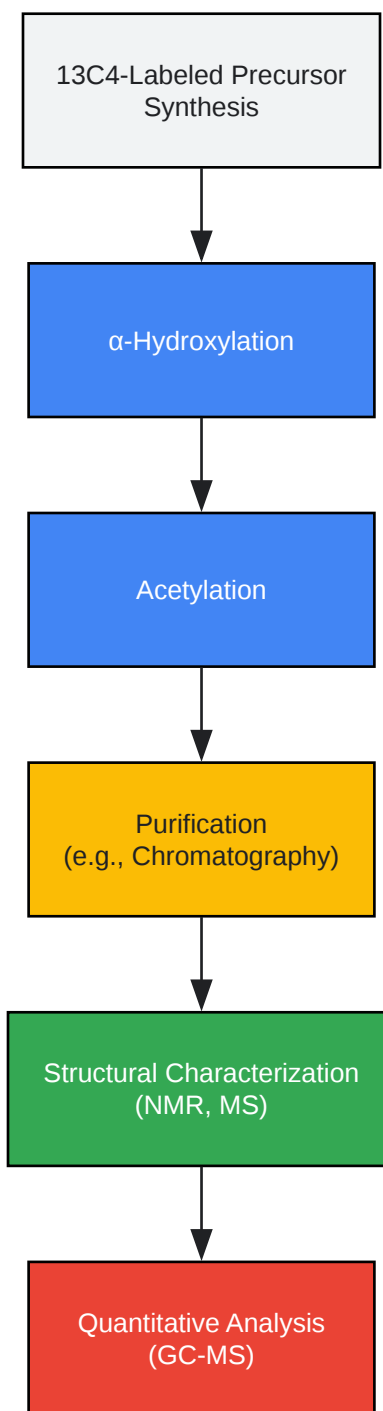 13C4-Labeled Precursor
Synthesis
α-Hydroxylation
Acetylation
Purification
(e.g., Chromatography)
Structural Characterization
(NMR, MS)
Quantitative Analysis
(GC-MS)